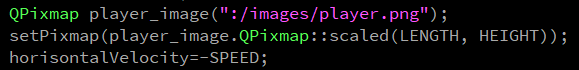 QPixmap player_image(":/images/player.png");
setPixmap(player_image.QPixmap::scaled(LENGTH, HEIGHT));
horisontalVelocity=-SPEED;